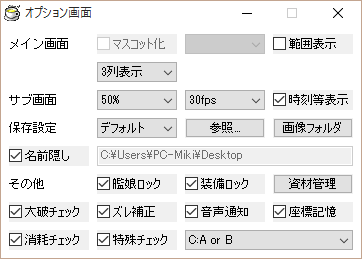 オプション画面
メイン画面 マスコット化 範囲表示
3列表示
サブ画面 50% 30fps 時刻等表示
保存設定 デフォルト 参照... 画像フォルダ
名前隠し C:¥Users¥PC-Miki¥Desktop
その他 艦娘ロック 装備ロック 資材管理
大破チェック ズレ補正 音声通知 座標記憶
消耗チェック 特殊チェック C:A or B